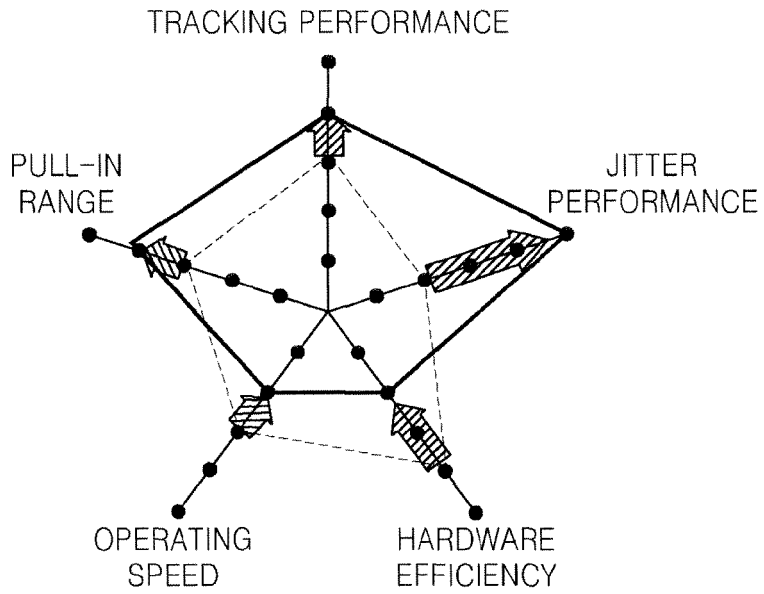 TRACKING PERFORMANCE
PULL-IN
RANGE
JITTER
PERFORMANCE
OPERATING
SPEED
HARDWARE
EFFICIENCY